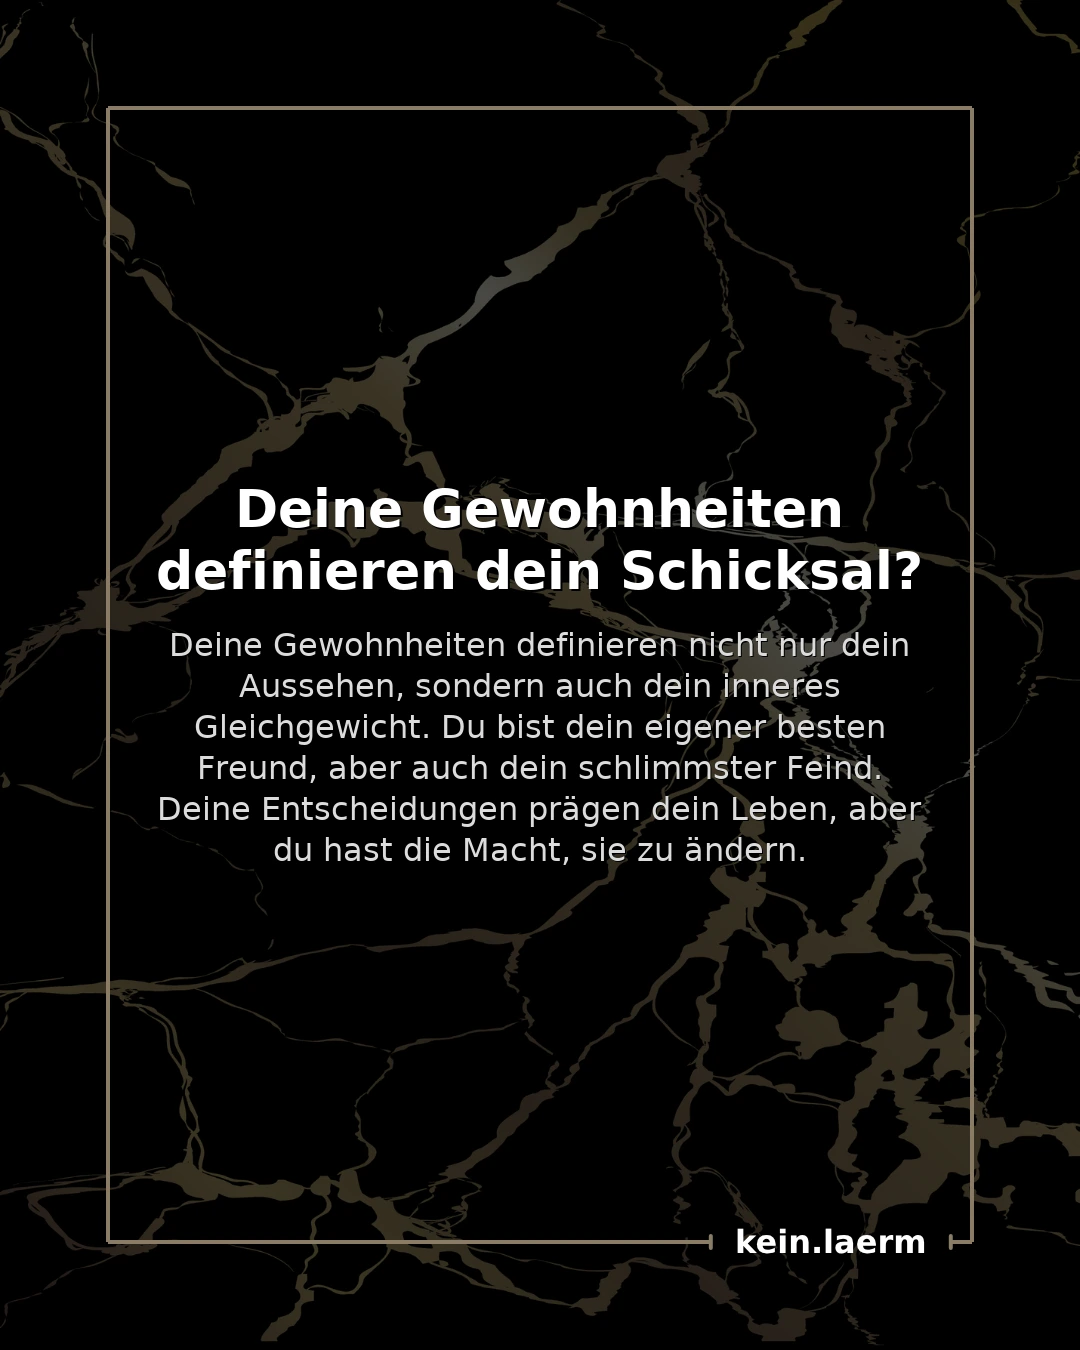 Deine Gewohnheiten
definieren dein Schicksal?
Deine Gewohnheiten definieren nicht nur dein
Aussehen, sondern auch dein inneres
Gleichgewicht. Du bist dein eigener besten
Freund, aber auch dein schlimmster Feind.
Deine Entscheidungen prägen dein Leben, aber
du hast die Macht, sie zu ändern.
kein.laerm